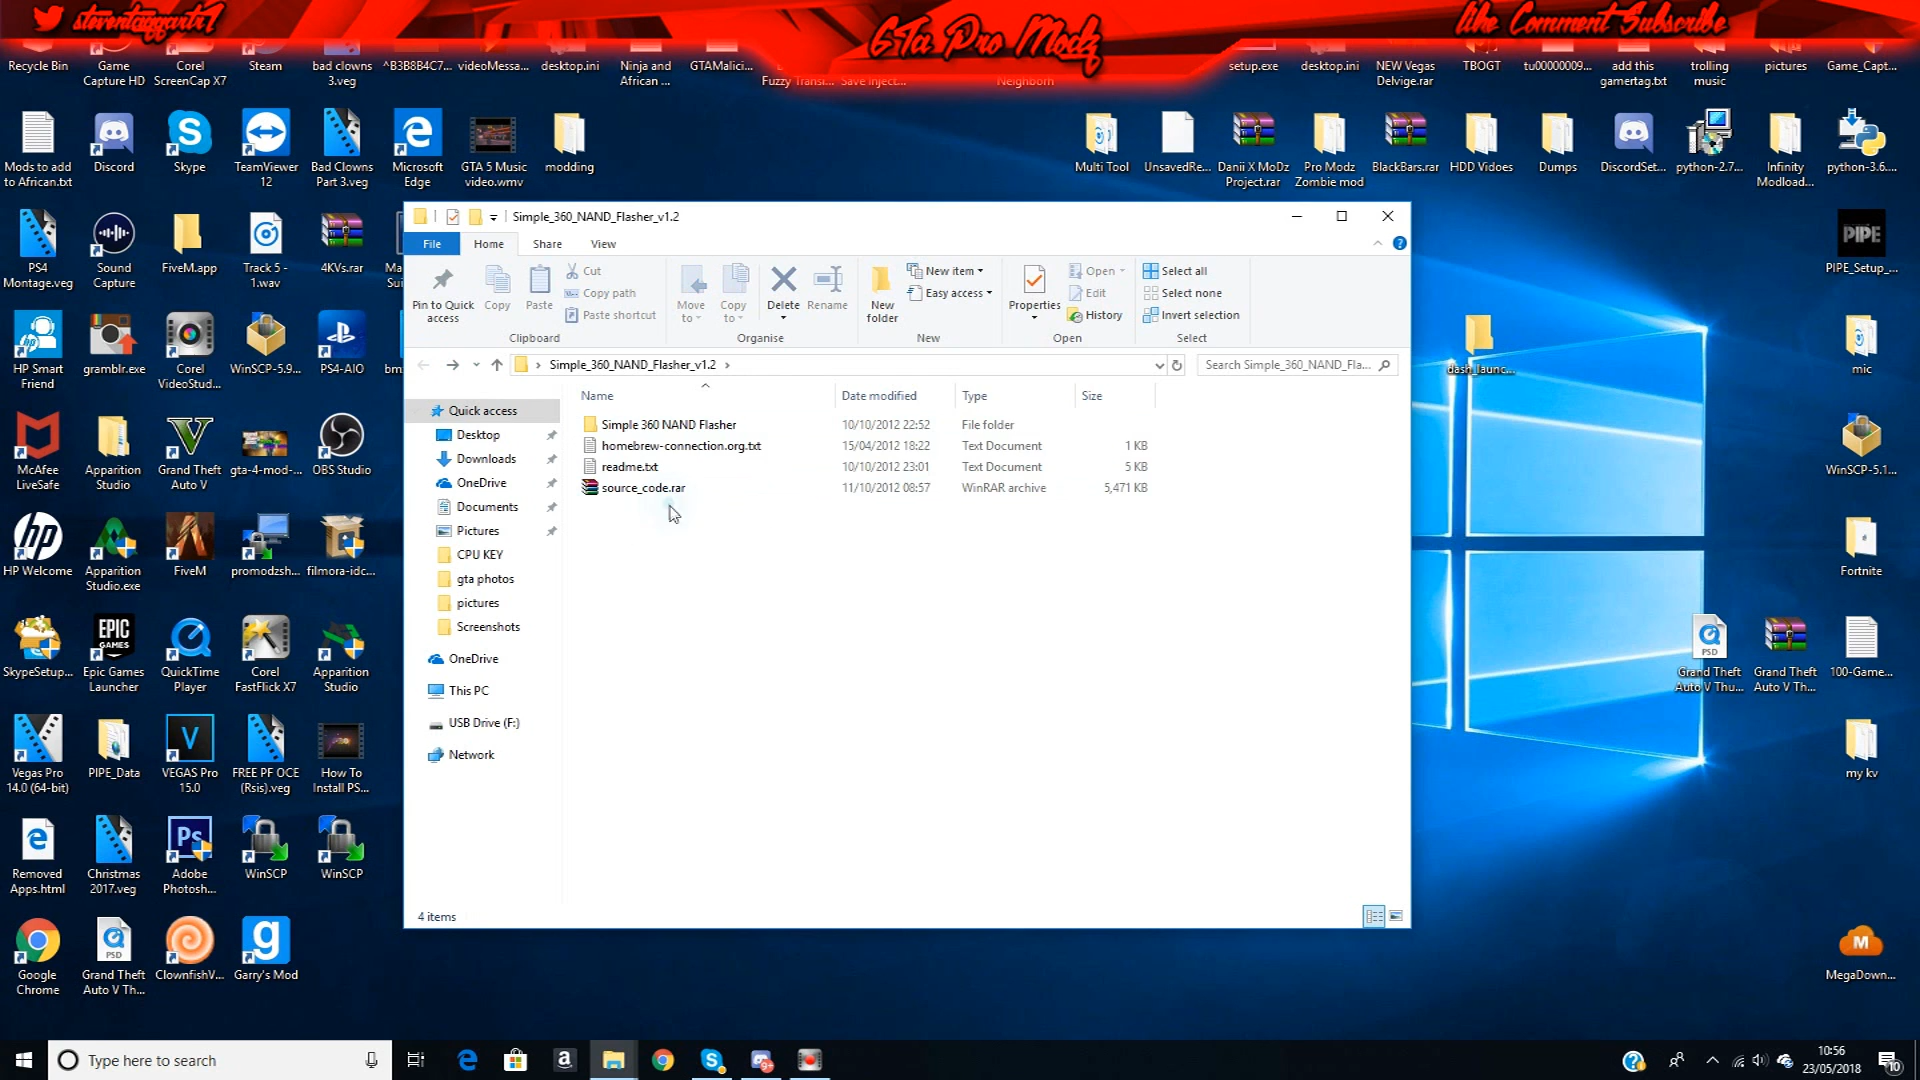 steventaggartr7
GTa Pro Modz
like Comment Subscribe
Recycle Bin
Game Capture HD
Corel ScreenCap X7
Steam
bad clowns 3.veg
^B3B8B4C7...
videoMessa...
desktop.ini
Ninja and African ...
GTAMalici...
Fuzzy Transi...
Save Inject...
Neighborn
setup.exe
desktop.ini
NEW Vegas Delvige.rar
TBOGT
tu00000009...
add this gamertag.txt
trolling music
pictures
Game_Capt...
Mods to add to African.txt
Discord
Skype
TeamViewer 12
Bad Clowns Part 3.veg
Microsoft Edge
GTA 5 Music video.wmv
modding
Multi Tool
UnsavedRe...
Danii X MoDz Project.rar
Pro Modz Zombie mod
BlackBars.rar
HDD Vidoes
Dumps
DiscordSet...
python-2.7...
Infinity Modload...
python-3.6....
PS4 Montage.veg
Sound Capture
FiveM.app
Track 5 - 1.wav
4KVs.rar
HP Smart Friend
gramblr.exe
Corel VideoStud...
WinSCP-5.9...
PS4-AIO
McAfee LiveSafe
Apparition Studio
Grand Theft Auto V
gta-4-mod-...
OBS Studio
HP Welcome
Apparition Studio.exe
FiveM
promodzsh...
filmora-idc...
SkypeSetup...
EPIC GAMES
Epic Games Launcher
QuickTime Player
Corel FastFlick X7
Apparition Studio
Vegas Pro 14.0 (64-bit)
PIPE_Data
VEGAS Pro 15.0
FREE PF OCE (Rsis).veg
How To Install PS...
Removed Apps.html
Christmas 2017.veg
Adobe Photosh...
WinSCP
WinSCP
Google Chrome
PSD
Grand Theft Auto V Th...
ClownfishV...
Garry's Mod
Simple_360_NAND_Flasher_v1.2
File
Home
Share
View
Pin to Quick access
Copy
Paste
Cut
Copy path
Paste shortcut
Clipboard
Move to
Copy to
Delete
Rename
Organise
New folder
New item
Easy access
New
Properties
Open
Edit
History
Open
Select all
Select none
Invert selection
Select
Simple_360_NAND_Flasher_v1.2
Search Simple_360_NAND_Fla...
Name
Date modified
Type
Size
Simple 360 NAND Flasher 10/10/2012 22:52 File folder
homebrew-connection.org.txt 15/04/2012 18:22 Text Document 1 KB
readme.txt 10/10/2012 23:01 Text Document 5 KB
source_code.rar 11/10/2012 08:57 WinRAR archive 5,471 KB
Quick access
Desktop
Downloads
OneDrive
Documents
Pictures
CPU KEY
gta photos
pictures
Screenshots
OneDrive
This PC
USB Drive (F:)
Network
4 items
dash_launc...
PIPE
PIPE_Setup_...
mic
WinSCP-5.1...
Fortnite
PSD
Grand Theft Auto V Thu...
Grand Theft Auto V Th...
100-Game...
my kv
MegaDown...
Type here to search
10:56
23/05/2018
10